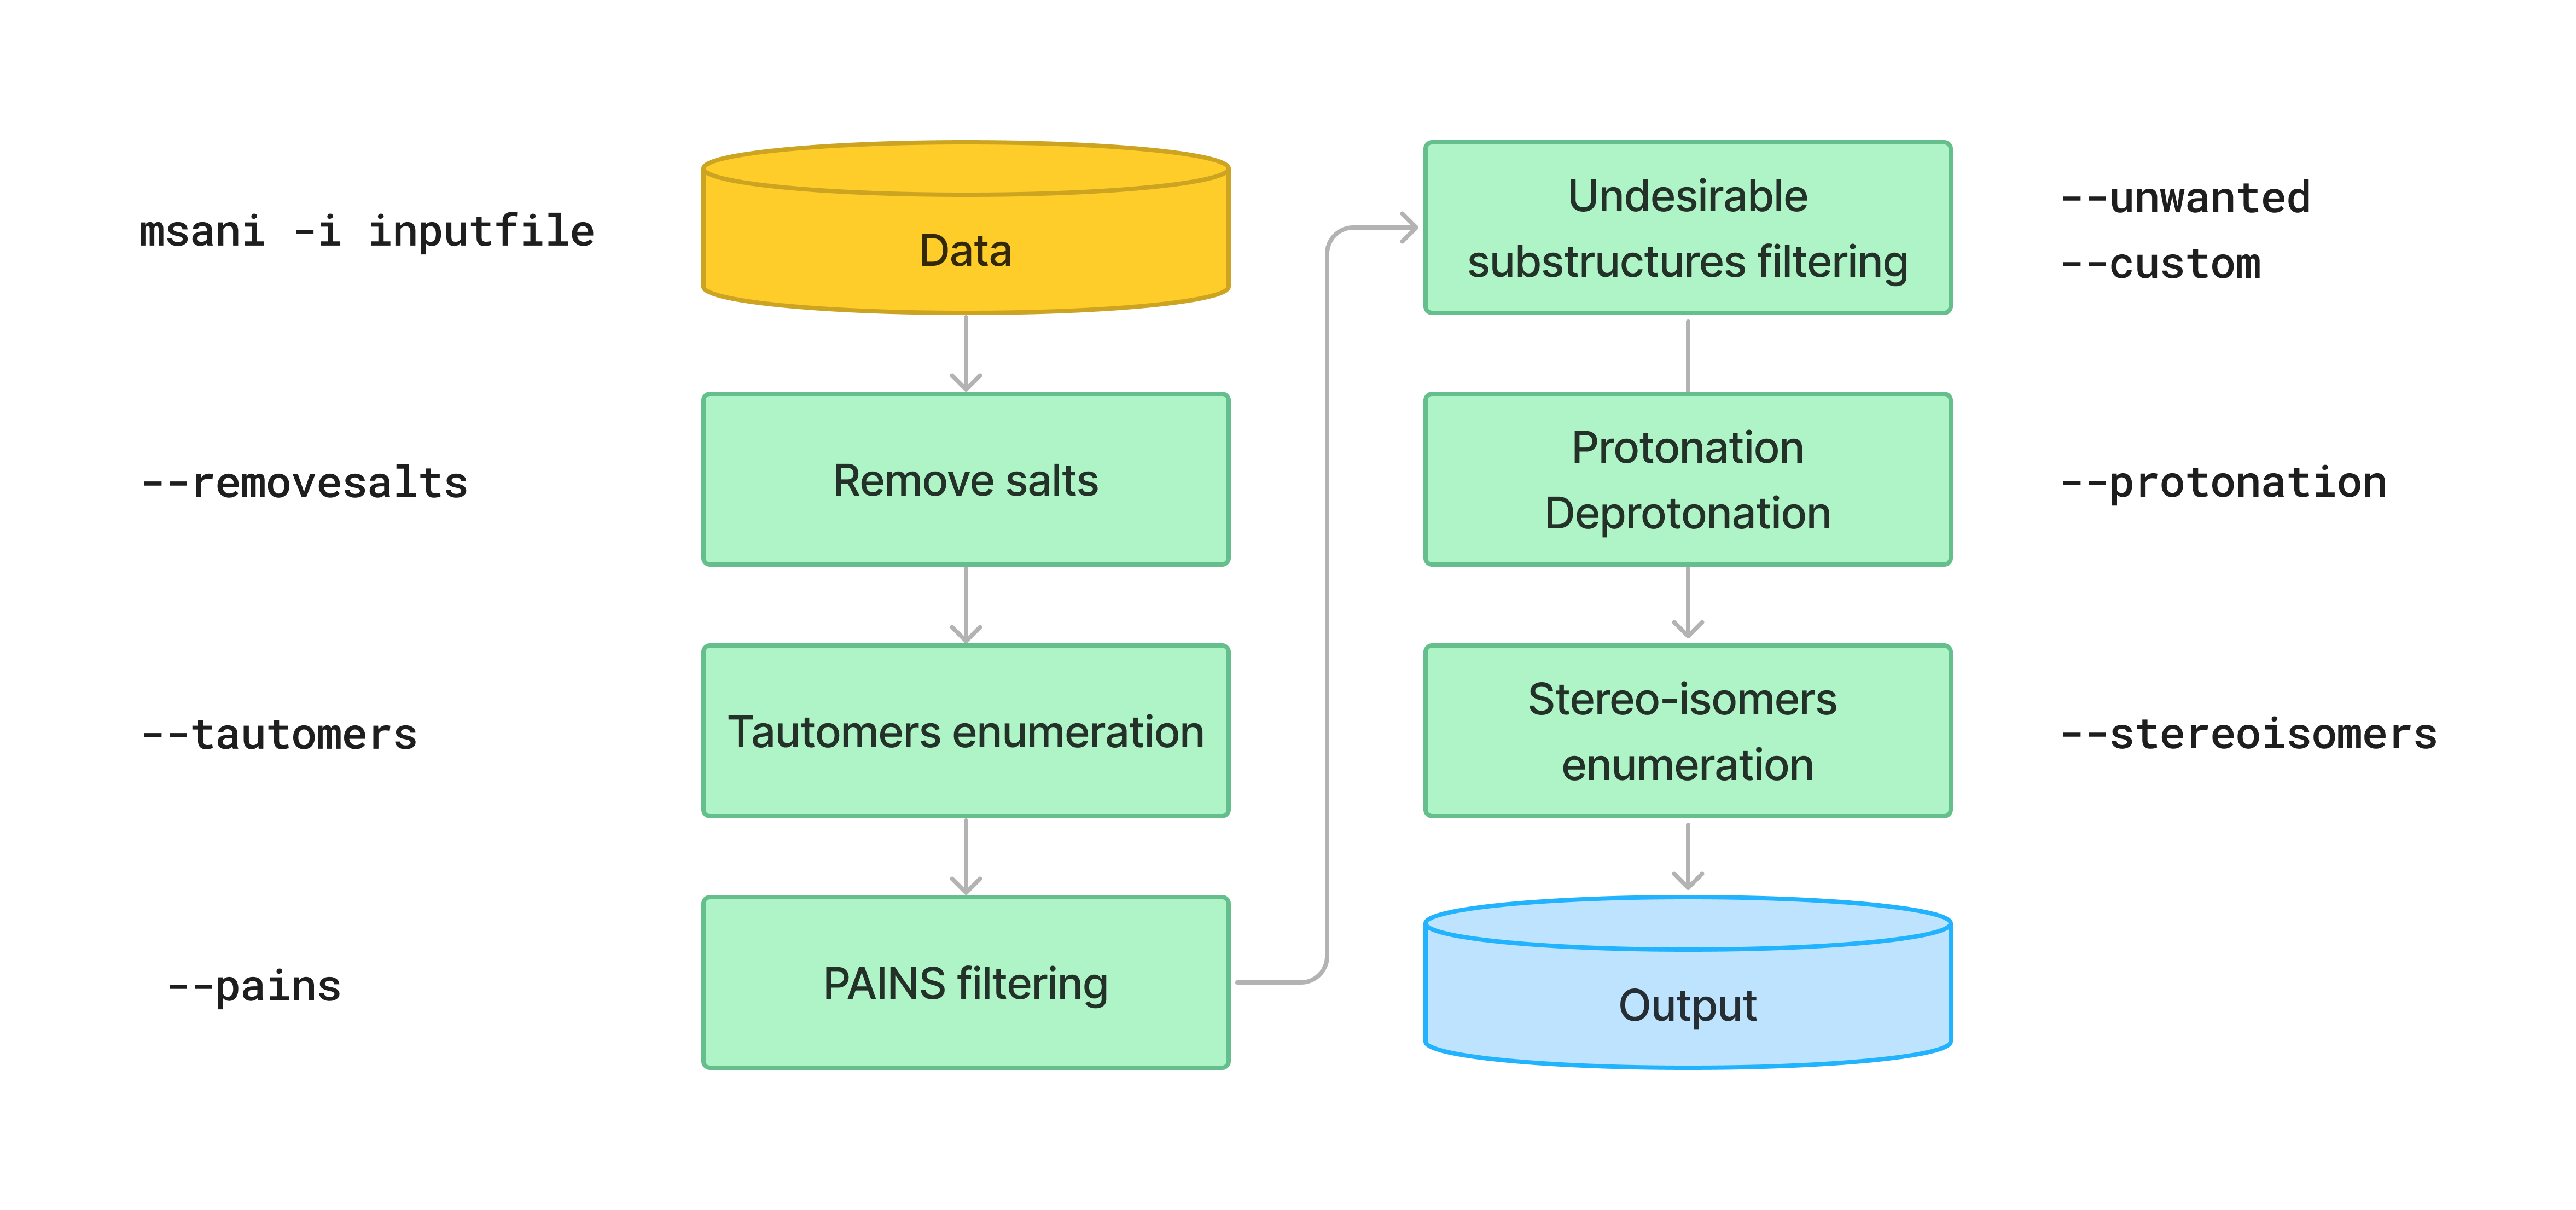 msani -i inputfile
Data
--removesalts
Remove salts
--tautomers
Tautomers enumeration
--pains
PAINS filtering
Undesirable
substructures filtering
--unwanted
--custom
Protonation
Deprotonation
--protonation
Stereo-isomers
enumeration
--stereoisomers
Output